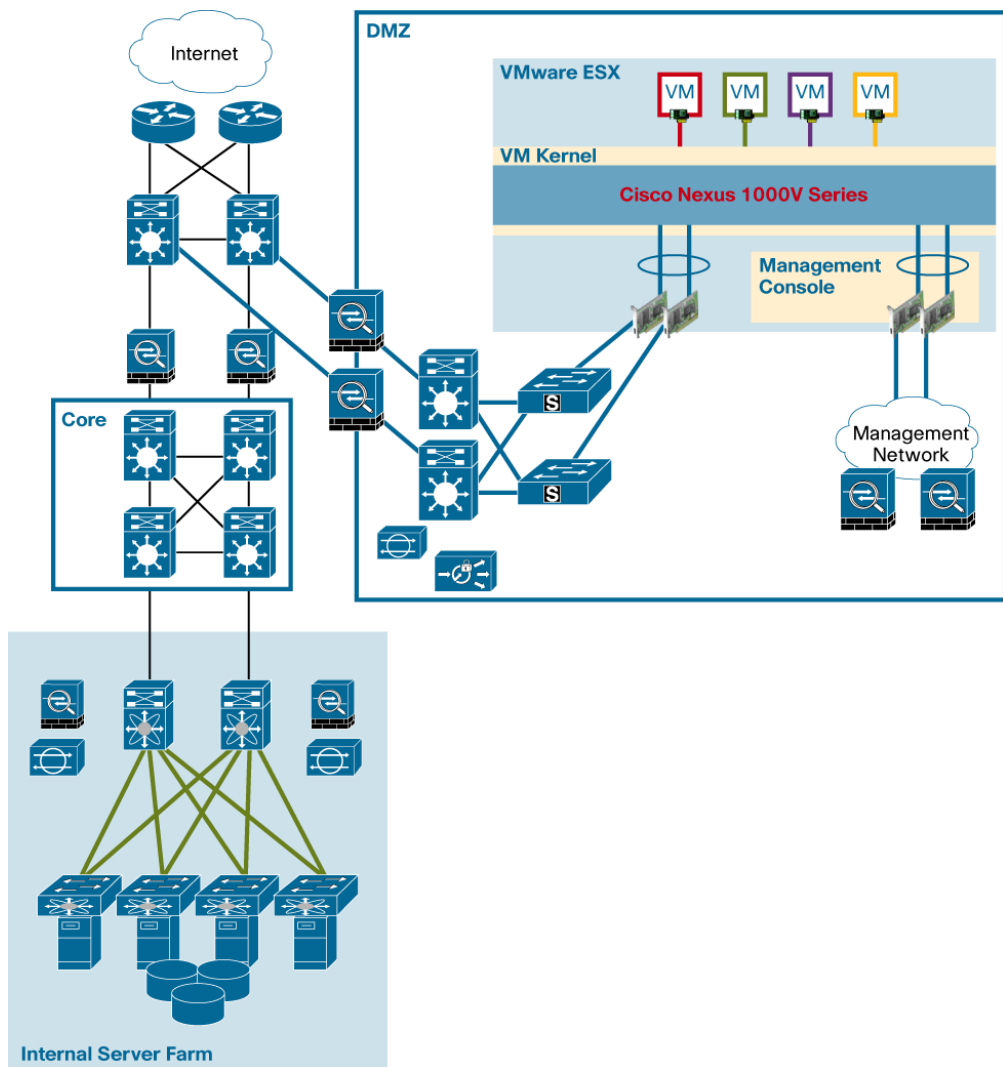 Internet
DMZ
VMware ESX
VM
VM
VM
VM
VM Kernel
Cisco Nexus 1000V Series
Management
Console
Core
S
S
Management
Network
Internal Server Farm